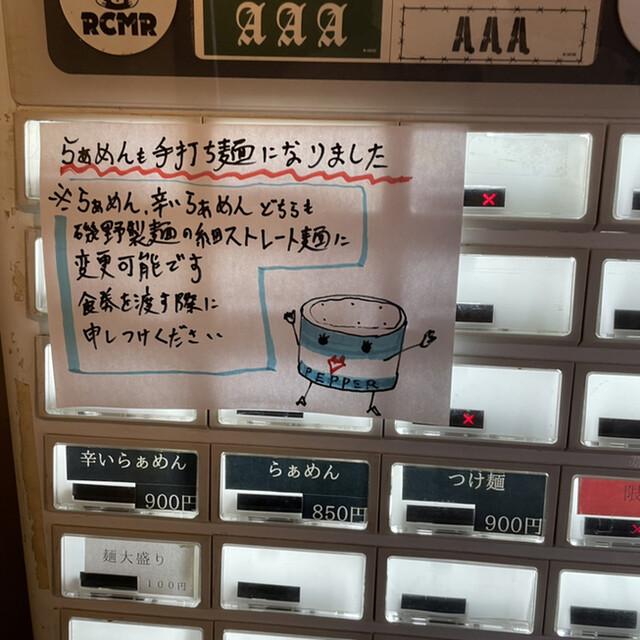 RCMR
AAA
AAA
らぁめんも手打ち麺になりました
※らぁめん、辛いらぁめんどちらも
磯野製麺の細ストレート麺に
変更可能です
食券を渡す際に
申しつけください
PEPPER
辛いらぁめん
900円
らぁめん
850円
つけ麺
900円
限
麺大盛り
100円